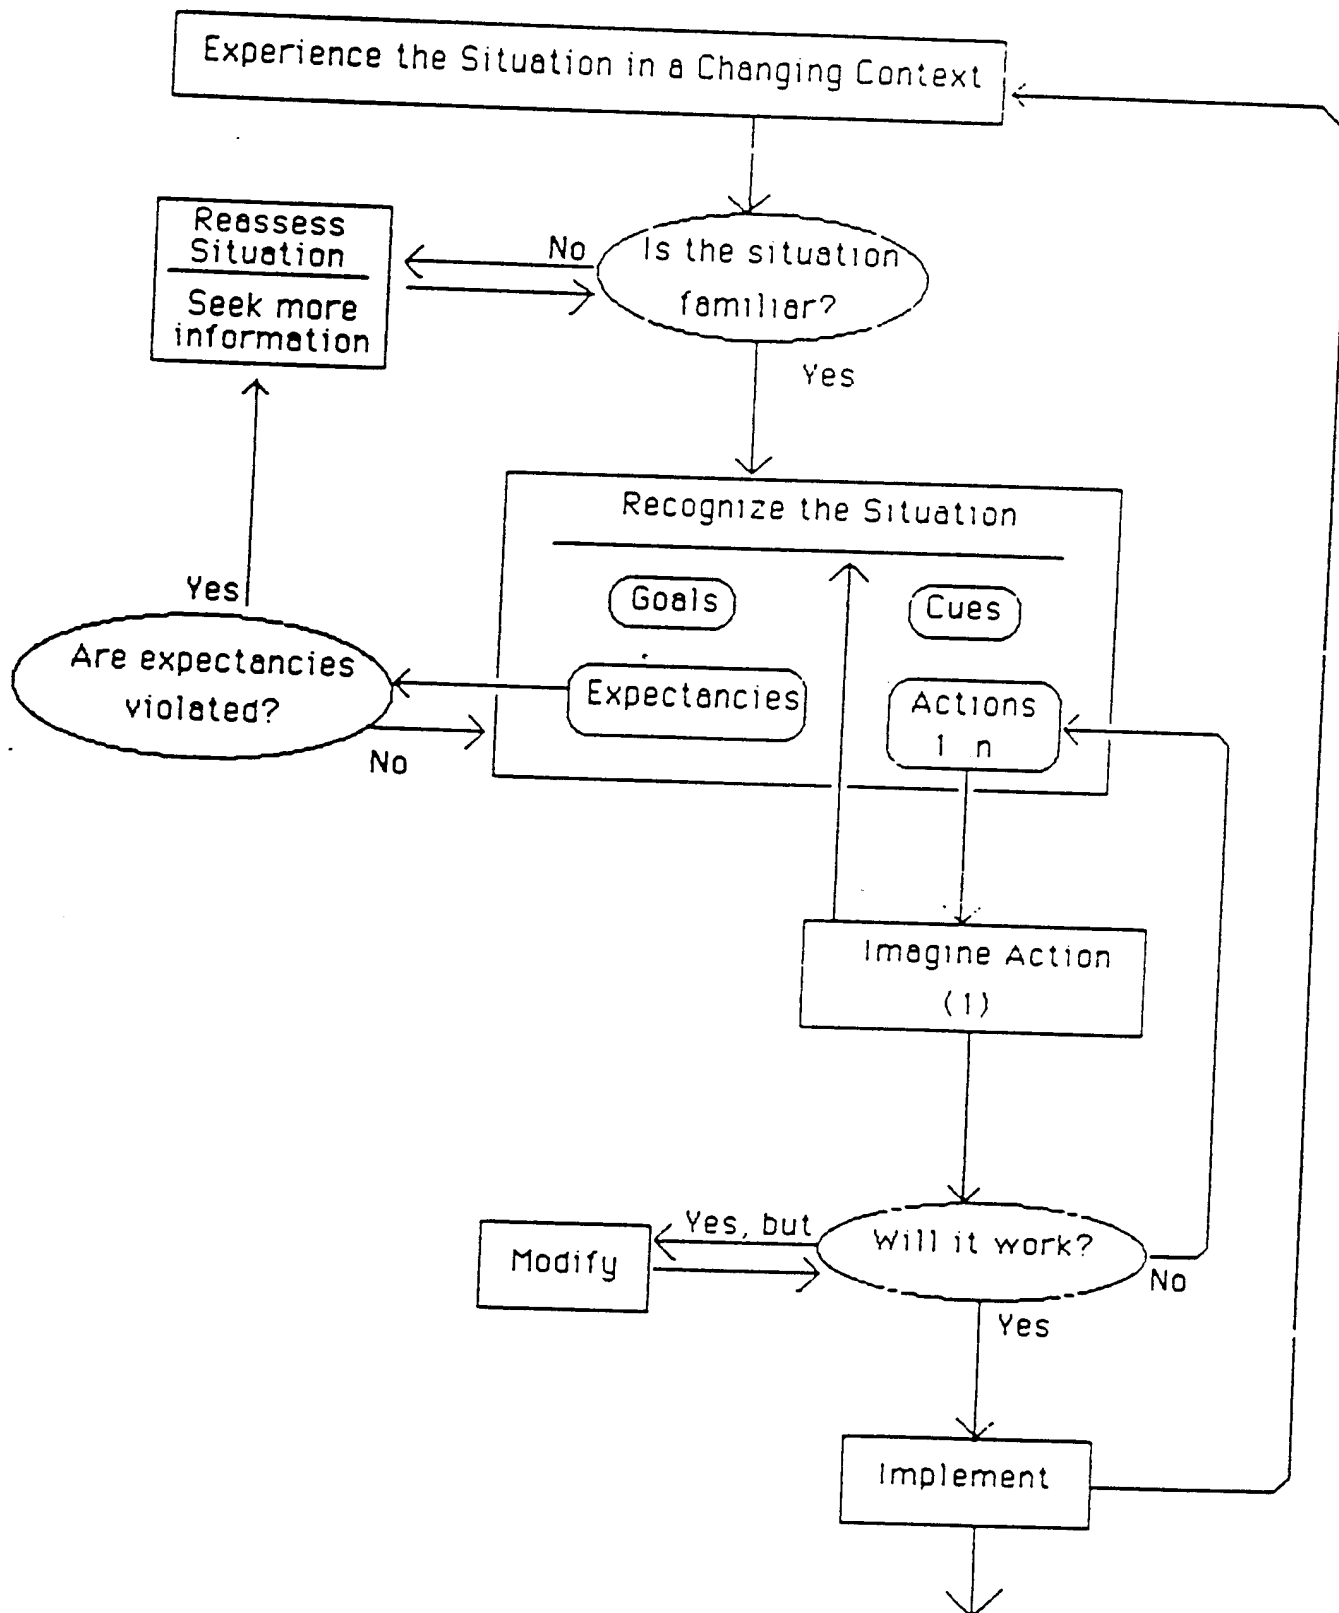 Experience the Situation in a Changing Context
Reassess
Situation
Seek more
information
No
Is the situation
familiar?
Yes
Recognize the Situation
Goals
Cues
Expectancies
Actions
1 n
Yes
Are expectancies
violated?
No
Imagine Action
(1)
Modify
Yes, but
Will it work?
No
Yes
Implement